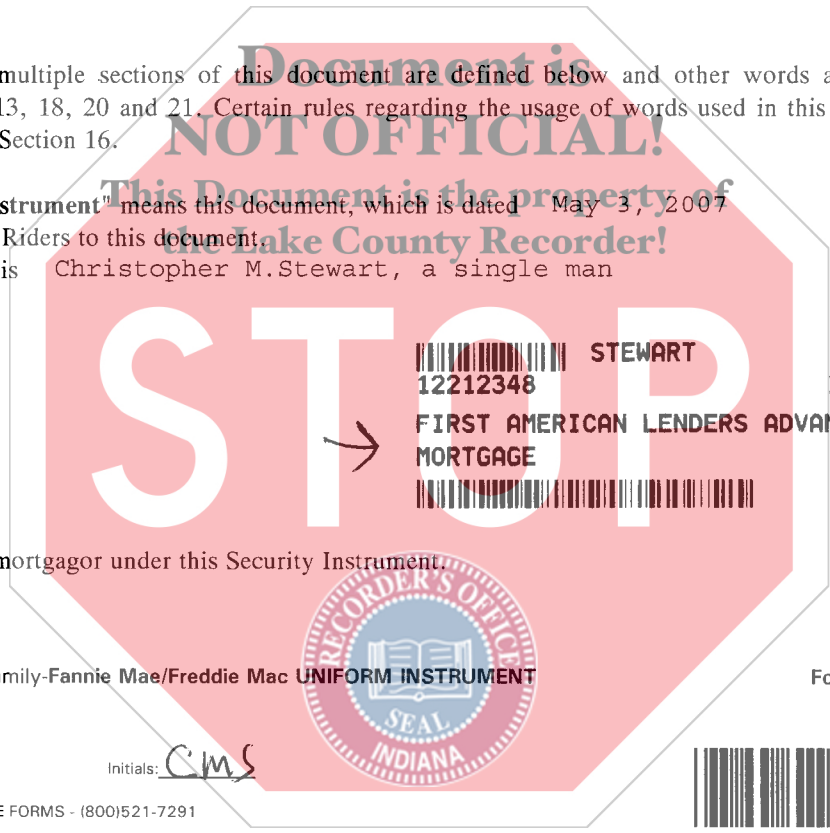 Document is
multiple sections of this document are defined below and other words a
13, 18, 20 and 21. Certain rules regarding the usage of words used in this
NOT OFFICIAL!
Section 16.
This Document is the property of
strument" means this document, which is dated May 3, 2007
Riders to this document.
the Lake County Recorder!
is Christopher M.Stewart, a single man
STOP
STEWART
12212348
FIRST AMERICAN LENDERS ADVAN
MORTGAGE
mortgagor under this Security Instrument.
RECORDER'S OFFICE
SEAL
INDIANA
mily-Fannie Mae/Freddie Mac UNIFORM INSTRUMENT
Fo
Initials: CMS
E FORMS - (800)521-7291